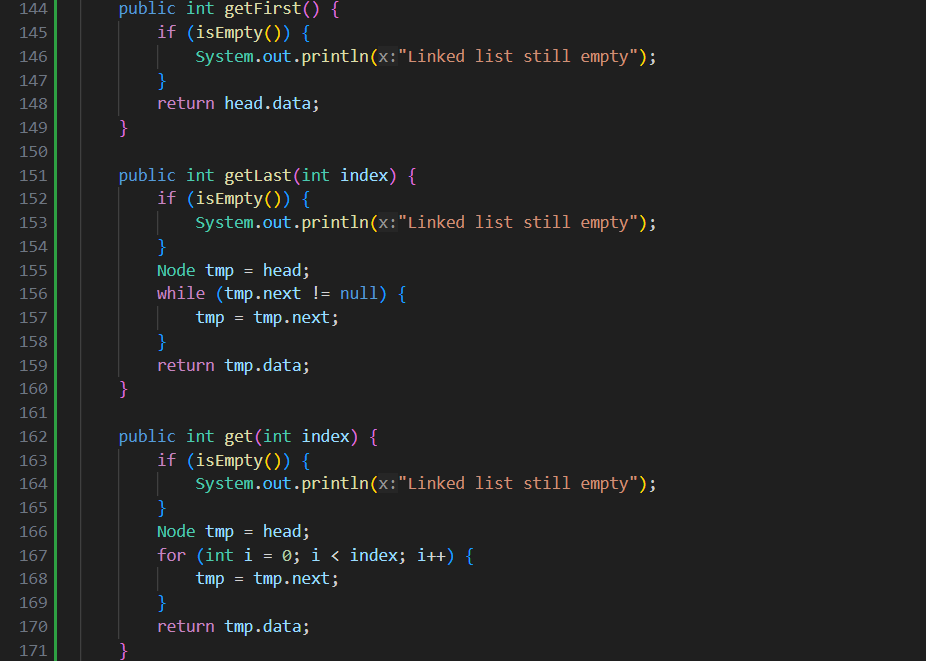 144 public int getFirst() {
145 if (isEmpty()) {
146 System.out.println(x:"Linked list still empty");
147 }
148 return head.data;
149 }
150
151 public int getLast(int index) {
152 if (isEmpty()) {
153 System.out.println(x:"Linked list still empty");
154 }
155 Node tmp = head;
156 while (tmp.next != null) {
157 tmp = tmp.next;
158 }
159 return tmp.data;
160 }
161
162 public int get(int index) {
163 if (isEmpty()) {
164 System.out.println(x:"Linked list still empty");
165 }
166 Node tmp = head;
167 for (int i = 0; i < index; i++) {
168 tmp = tmp.next;
169 }
170 return tmp.data;
171 }